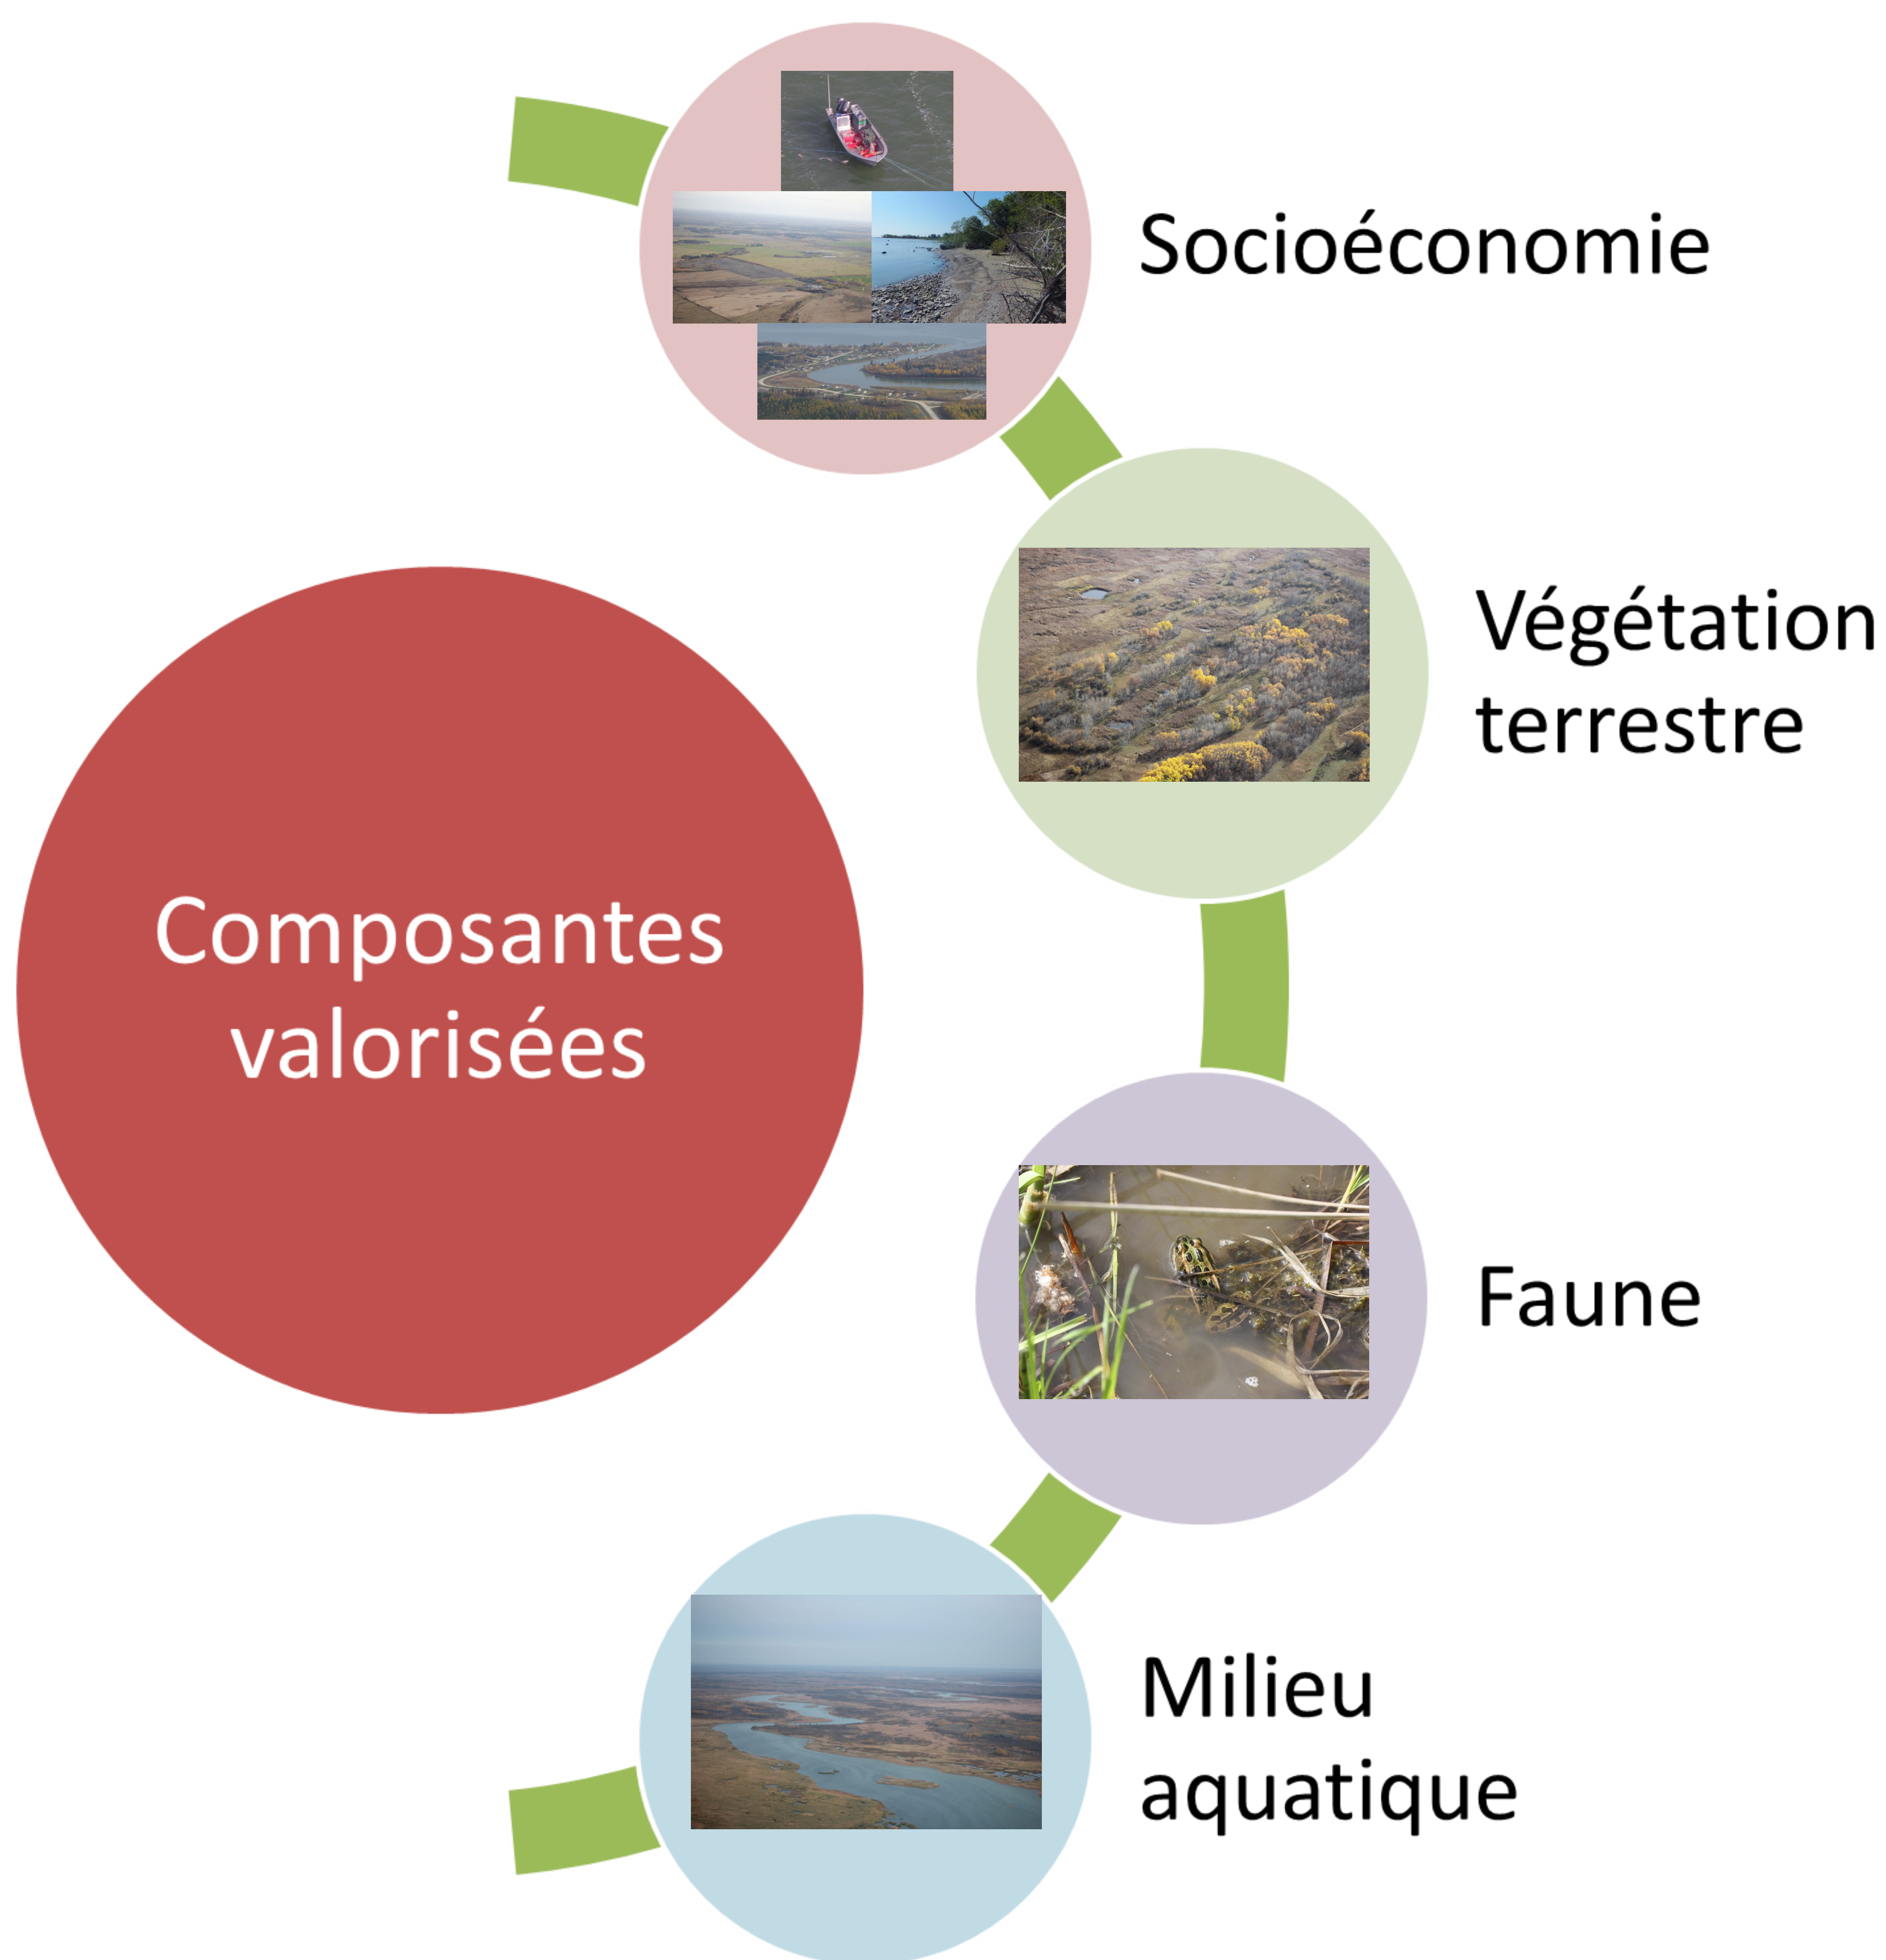 Socioéconomie
Végétation
terrestre
Composantes
valorisées
Faune
Milieu
aquatique